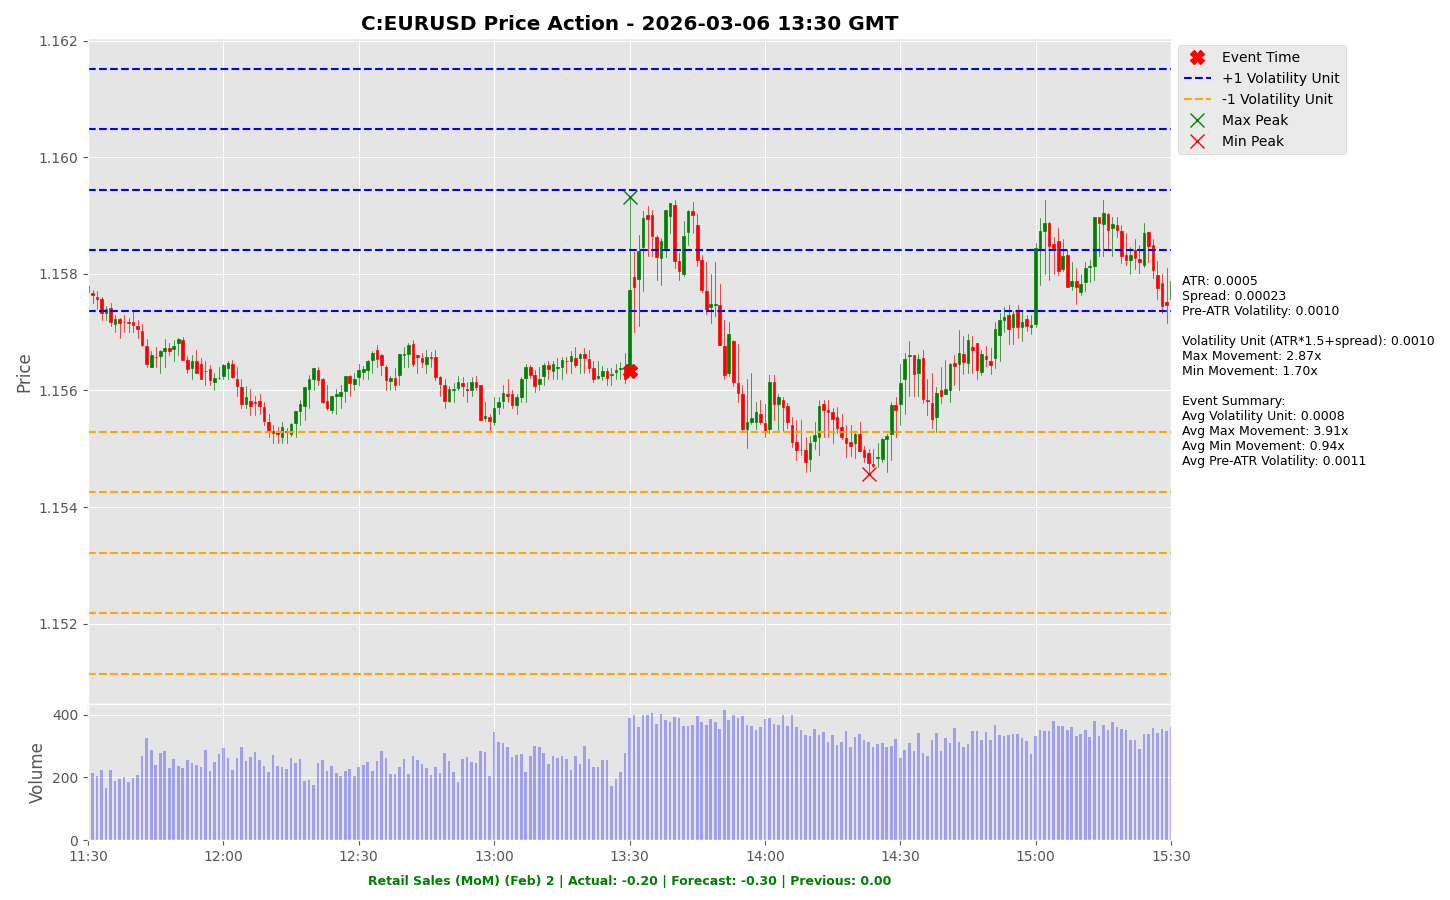 C:EURUSD Price Action - 2026-03-06 13:30 GMT
1.162
1.160
1.158
1.156
1.154
1.152
Price
Event Time
+1 Volatility Unit
-1 Volatility Unit
Max Peak
Min Peak
ATR: 0.0005
Spread: 0.00023
Pre-ATR Volatility: 0.0010
Volatility Unit (ATR*1.5+spread): 0.0010
Max Movement: 2.87x
Min Movement: 1.70x
Event Summary:
Avg Volatility Unit: 0.0008
Avg Max Movement: 3.91x
Avg Min Movement: 0.94x
Avg Pre-ATR Volatility: 0.0011
400
200
0
Volume
11:30 12:00 12:30 13:00 13:30 14:00 14:30 15:00 15:30
Retail Sales (MoM) (Feb) 2 | Actual: -0.20 | Forecast: -0.30 | Previous: 0.00